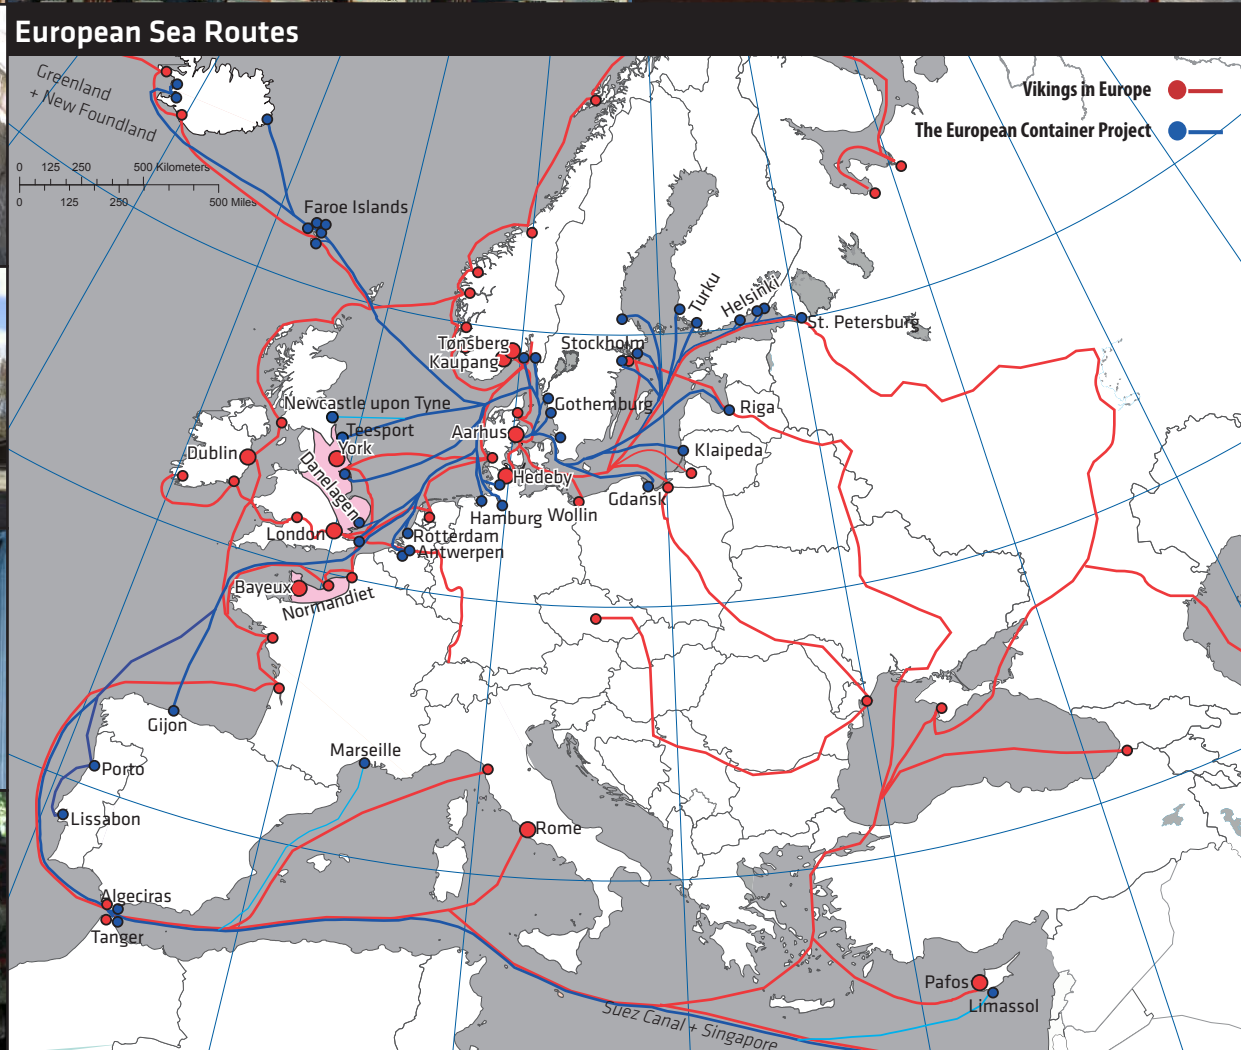 European Sea Routes
Greenland
+ New Foundland
Vikings in Europe
The European Container Project
0 125 250 500 Kilometers
0 125 250 500 Miles
Faroe Islands
Turku
Helsinki
St. Petersburg
Tønsberg
Kaupang
Stockholm
Newcastle upon Tyne
Gothemburg
Riga
Teesport
Aarhus
York
Dublin
Klaipeda
Danelagen
Hedeby
Gdansk
Hamburg
Wollin
London
Rotterdam
Antwerpen
Bayeux
Normandiet
Gijon
Marseille
Porto
Lissabon
Rome
Algeciras
Tanger
Pafos
Limassol
Suez Canal + Singapore